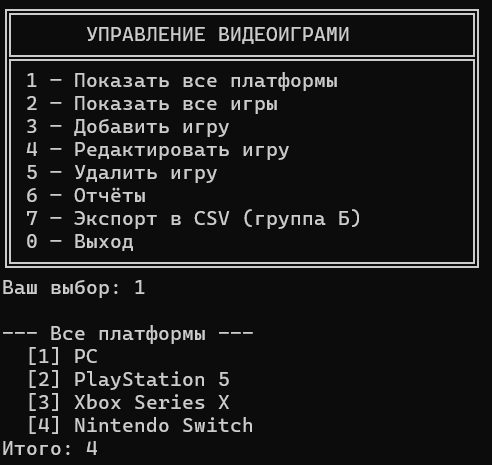 УПРАВЛЕНИЕ ВИДЕОИГРАМИ
1 — Показать все платформы
2 — Показать все игры
3 — Добавить игру
4 — Редактировать игру
5 — Удалить игру
6 — Отчёты
7 — Экспорт в CSV (группа Б)
0 — Выход
Ваш выбор: 1
--- Все платформы ---
[1] PC
[2] PlayStation 5
[3] Xbox Series X
[4] Nintendo Switch
Итого: 4